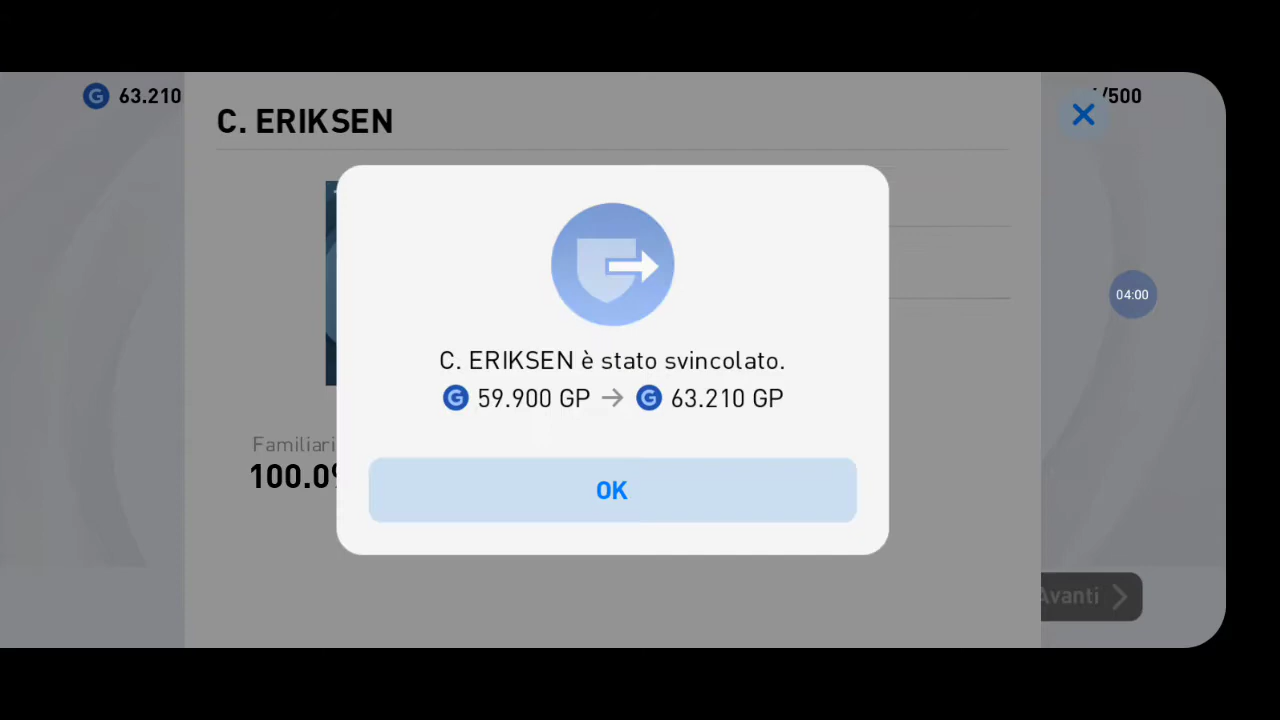 63.210
C. ERIKSEN
/500
04:00
C. ERIKSEN è stato svincolato.
59.900 GP → 63.210 GP
Familiari
100.0
OK
Avanti